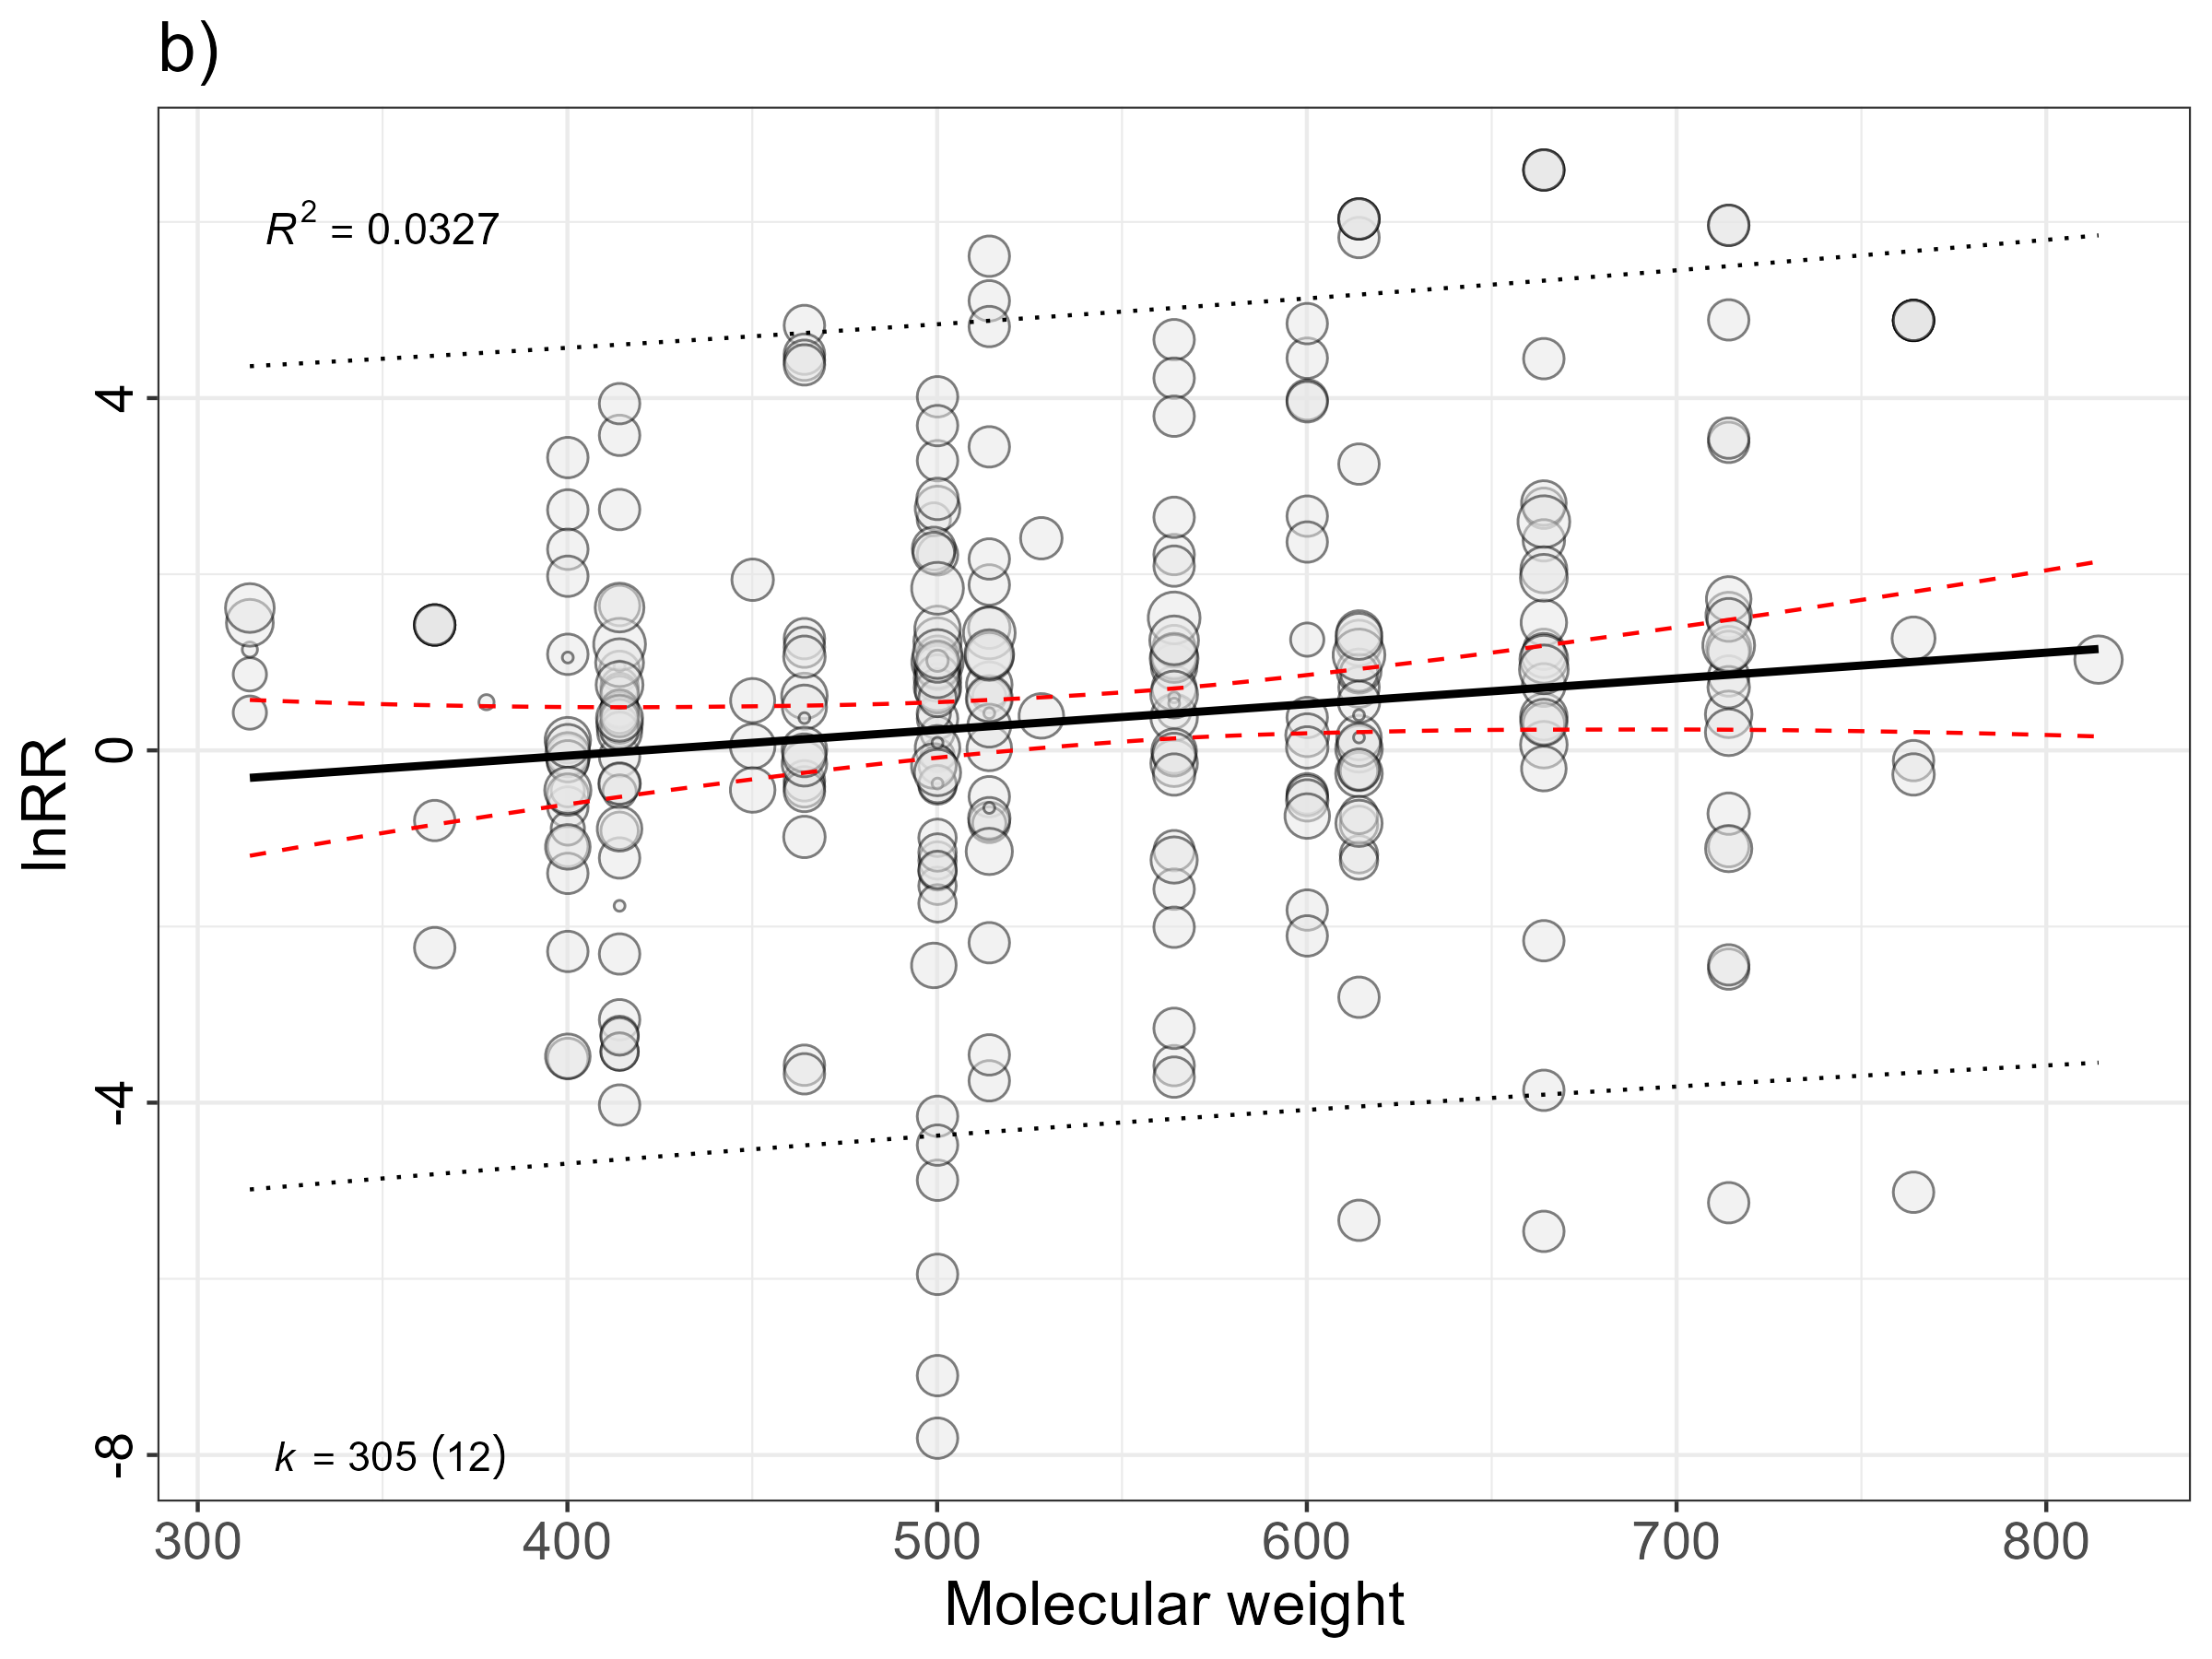 b)
R² = 0.0327
4
0
-4
-8
lnRR
k = 305 (12)
300 400 500 600 700 800
Molecular weight